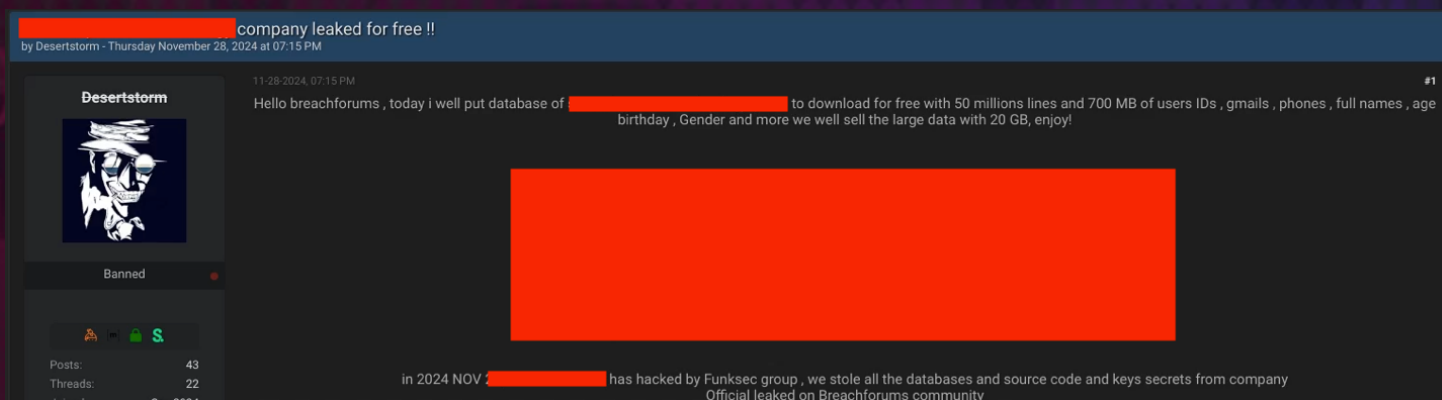 company leaked for free !!
by Desertstorm - Thursday November 28, 2024 at 07:15 PM
Desertstorm
Banned
Posts: 43
Threads: 22
11-28-2024, 07:15 PM
#1
Hello breachforums , today i well put database of to download for free with 50 millions lines and 700 MB of users IDs , gmails , phones , full names , age
birthday , Gender and more we well sell the large data with 20 GB, enjoy!
in 2024 NOV has hacked by Funksec group , we stole all the databases and source code and keys secrets from company
Official leaked on Breachforums community